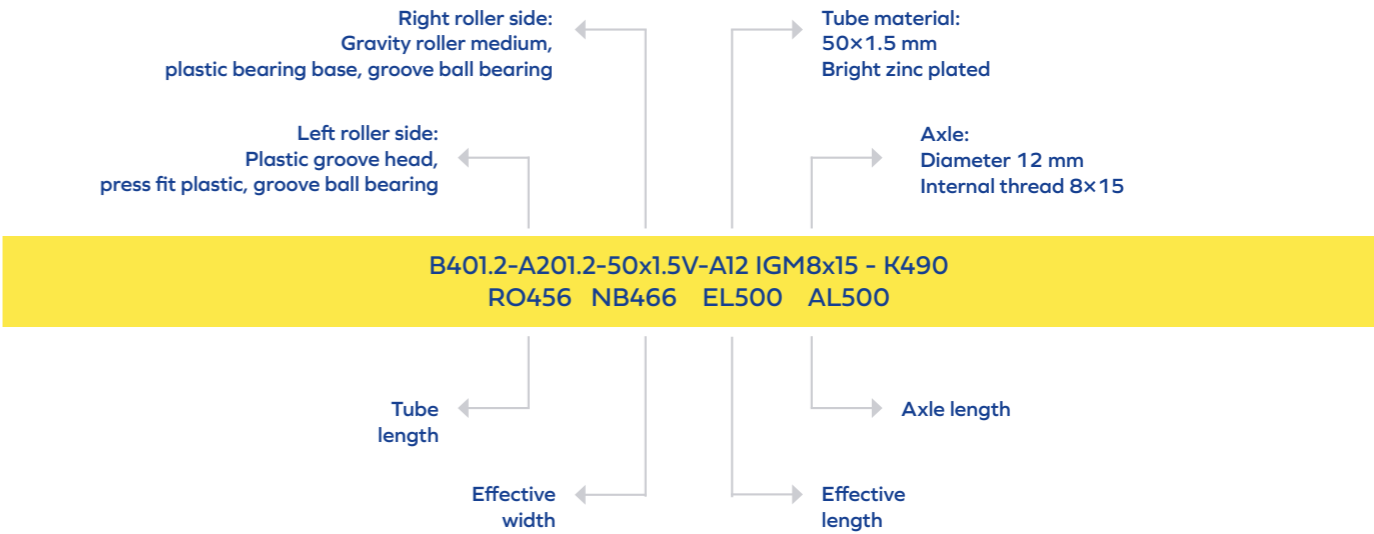 Right roller side:
Gravity roller medium,
plastic bearing base, groove ball bearing
Tube material:
50×1.5 mm
Bright zinc plated
Left roller side:
Plastic groove head,
press fit plastic, groove ball bearing
Axle:
Diameter 12 mm
Internal thread 8×15
B401.2-A201.2-50x1.5V-A12 IGM8x15 - K490
RO456 NB466 EL500 AL500
Tube
length
Axle length
Effective
width
Effective
length